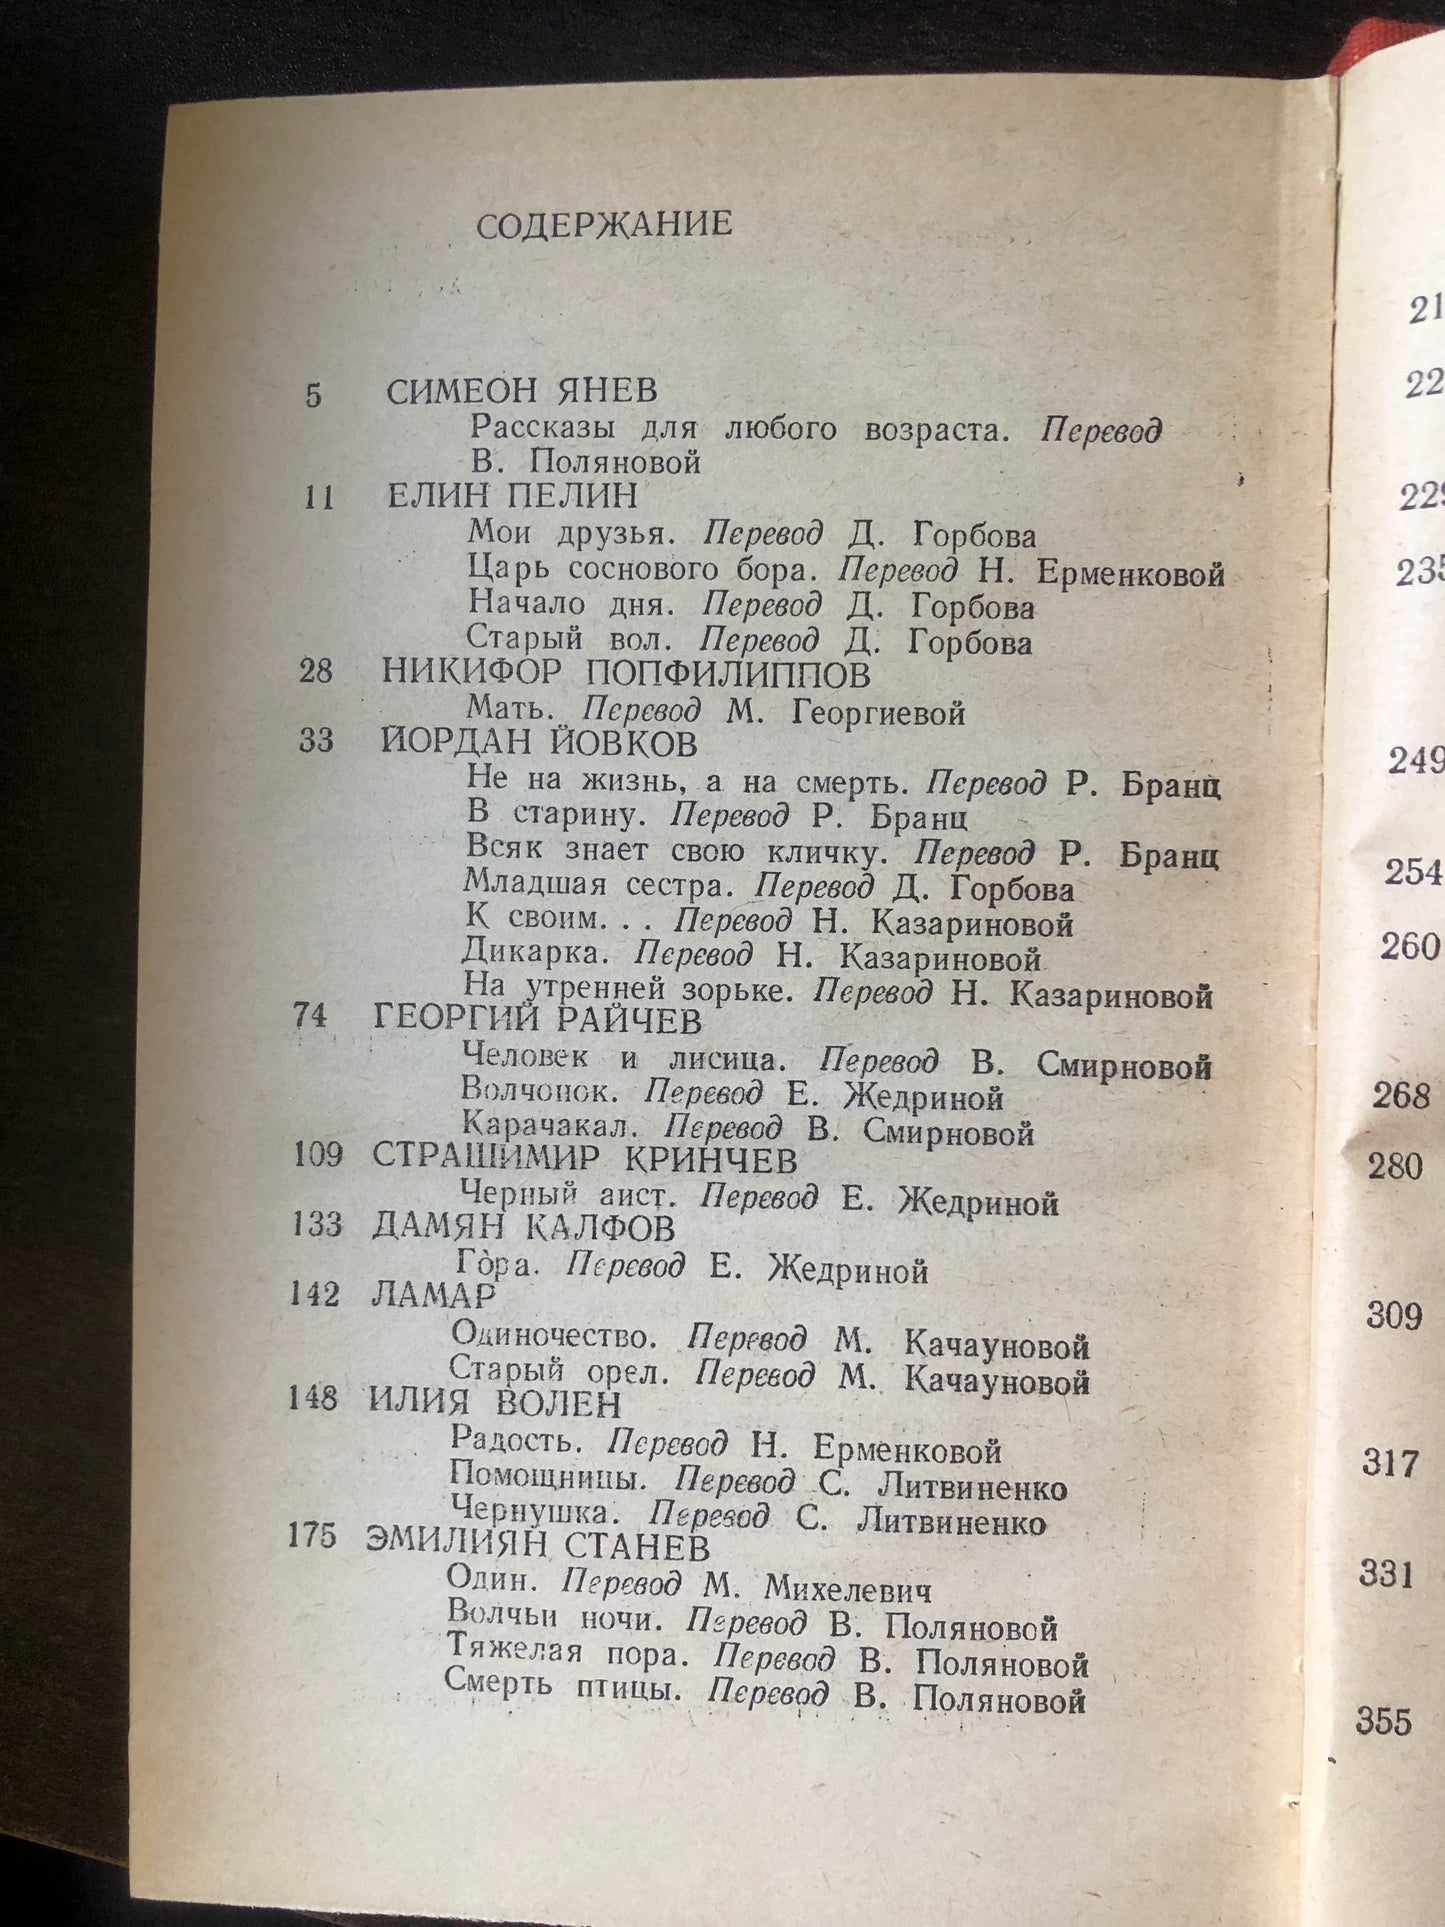 СОДЕРЖАНИЕ
5 СИМЕОН ЯНЕВ
Рассказы для любого возраста. Перевод
В. Поляновой
11 ЕЛИН ПЕЛИН
Мои друзья. Перевод Д. Горбова
Царь соснового бора. Перевод Н. Ерменковой
Начало дня. Перевод Д. Горбова
Старый вол. Перевод Д. Горбова
28 НИКИФОР ПОПФИЛИППОВ
Мать. Перевод М. Георгиевой
33 ЙОРДАН ЙОВКОВ
Не на жизнь, а на смерть. Перевод Р. Бранц
В старину. Перевод Р. Бранц
Всяк знает свою кличку. Перевод Р. Бранц
Младшая сестра. Перевод Д. Горбова
К своим... Перевод Н. Казариновой
Дикарка. Перевод Н. Казариновой
На утренней зорьке. Перевод Н. Казариновой
74 ГЕОРГИЙ РАЙЧЕВ
Человек и лисица. Перевод В. Смирновой
Волчонок. Перевод Е. Жедриной
Карачакал. Перевод В. Смирновой
109 СТРАШИМИР КРИНЧЕВ
Черный аист. Перевод Е. Жедриной
133 ДАМЯН КАЛФОВ
Го̀ра. Перевод Е. Жедриной
142 ЛАМАР
Одиночество. Перевод М. Качауновой
Старый орел. Перевод М. Качауновой
148 ИЛИЯ ВОЛЕН
Радость. Перевод Н. Ерменковой
Помощницы. Перевод С. Литвиненко
Чернушка. Перевод С. Литвиненко
175 ЭМИЛИЯН СТАНЕВ
Один. Перевод М. Михелевич
Волчьи ночи. Перевод В. Поляновой
Тяжелая пора. Перевод В. Поляновой
Смерть птицы. Перевод В. Поляновой
249
254
260
268
280
309
317
331
355